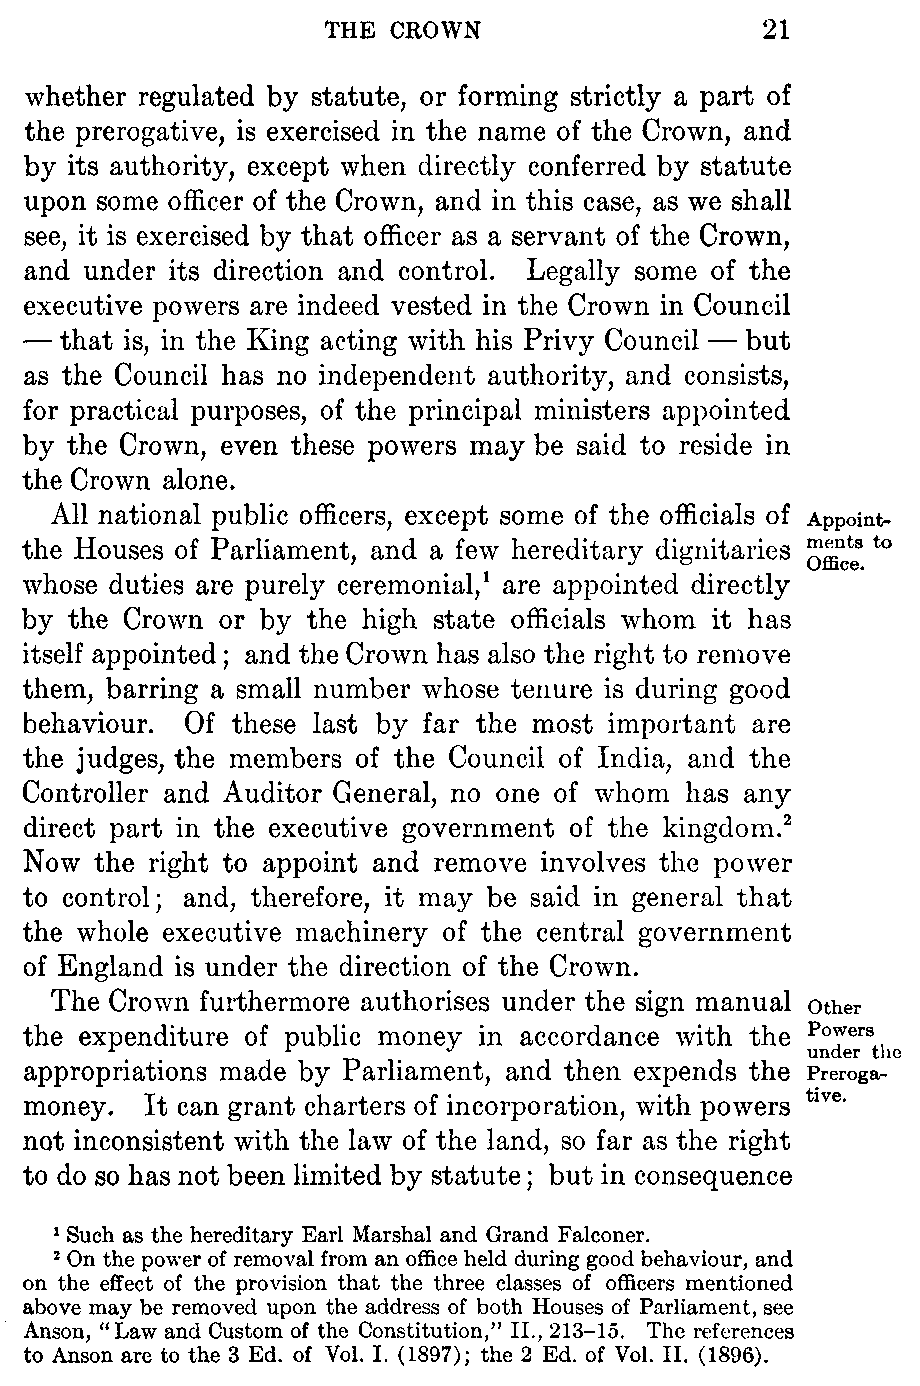 THE CROWN 21
whether regulated by statute, or forming strictly a part of
the prerogative, is exercised in the name of the Crown, and
by its authority, except when directly conferred by statute
upon some officer of the Crown, and in this case, as we shall
see, it is exercised by that officer as a servant of the Crown,
and under its direction and control. Legally some of the
executive powers are indeed vested in the Crown in Council
— that is, in the King acting with his Privy Council — but
as the Council has no independent authority, and consists,
for practical purposes, of the principal ministers appointed
by the Crown, even these powers may be said to reside in
the Crown alone.
All national public officers, except some of the officials of
the Houses of Parliament, and a few hereditary dignitaries
whose duties are purely ceremonial,¹ are appointed directly
by the Crown or by the high state officials whom it has
itself appointed; and the Crown has also the right to remove
them, barring a small number whose tenure is during good
behaviour. Of these last by far the most important are
the judges, the members of the Council of India, and the
Controller and Auditor General, no one of whom has any
direct part in the executive government of the kingdom.²
Now the right to appoint and remove involves the power
to control; and, therefore, it may be said in general that
the whole executive machinery of the central government
of England is under the direction of the Crown.
Appoint-
ments to
Office.
The Crown furthermore authorises under the sign manual
the expenditure of public money in accordance with the
appropriations made by Parliament, and then expends the
money. It can grant charters of incorporation, with powers
not inconsistent with the law of the land, so far as the right
to do so has not been limited by statute; but in consequence
Other
Powers
under the
Preroga-
tive.
¹ Such as the hereditary Earl Marshal and Grand Falconer.
² On the power of removal from an office held during good behaviour, and
on the effect of the provision that the three classes of officers mentioned
above may be removed upon the address of both Houses of Parliament, see
Anson, "Law and Custom of the Constitution," II., 213–15. The references
to Anson are to the 3 Ed. of Vol. I. (1897); the 2 Ed. of Vol. II. (1896).